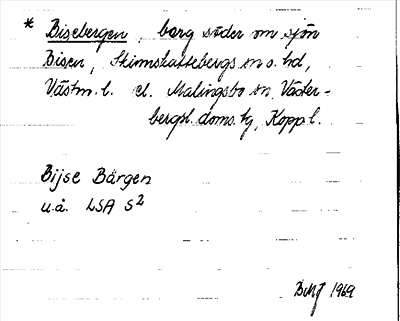 * Bisebergen, berg söder om sjön
Bisen, Skinnskattebergs sn o. hd,
Västm. l. el. Malingsbo sn, Väster-
bergsl. doms. tg, Kopp. l.
Bijse Bärgen
u.å. LSA S2
1969